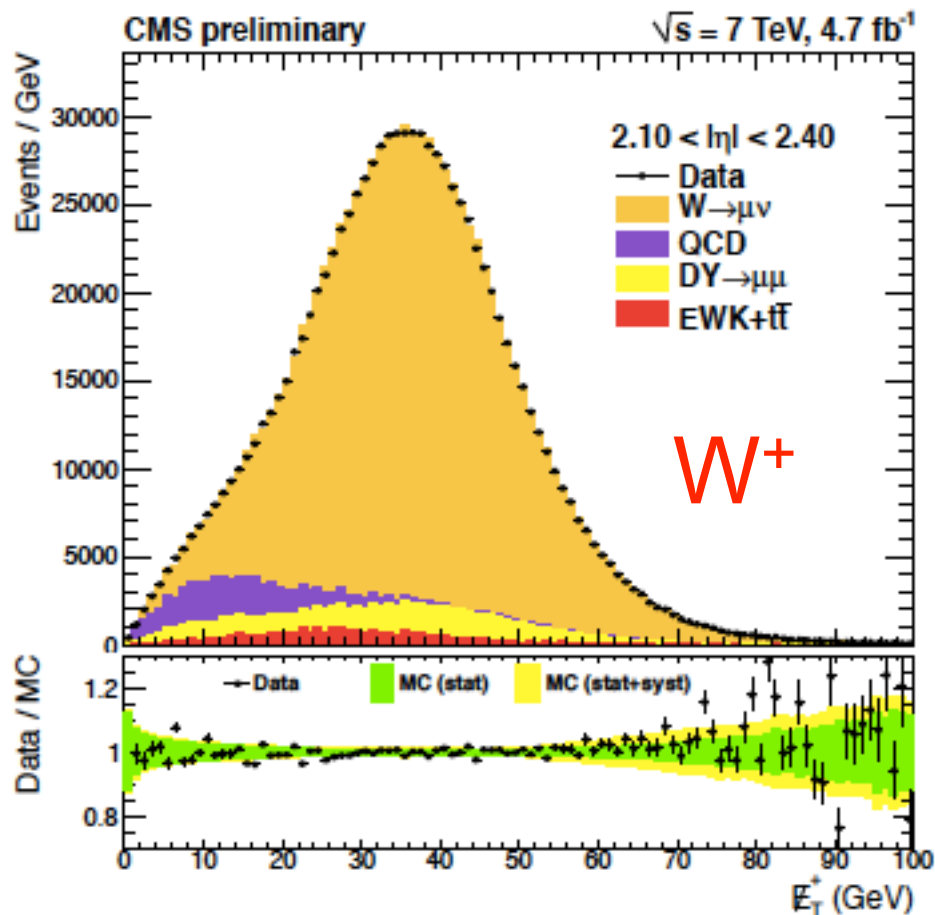 CMS preliminary √s = 7 TeV, 4.7 fb⁻¹
Events / GeV
30000
25000
20000
15000
10000
5000
0
2.10 < |η| < 2.40
Data
W→μν
QCD
DY→μμ
EWK+tt̄
W⁺
Data / MC
1.2
1
0.8
Data MC (stat) MC (stat+syst)
0 10 20 30 40 50 60 70 80 90 100
E̸_T⁺ (GeV)